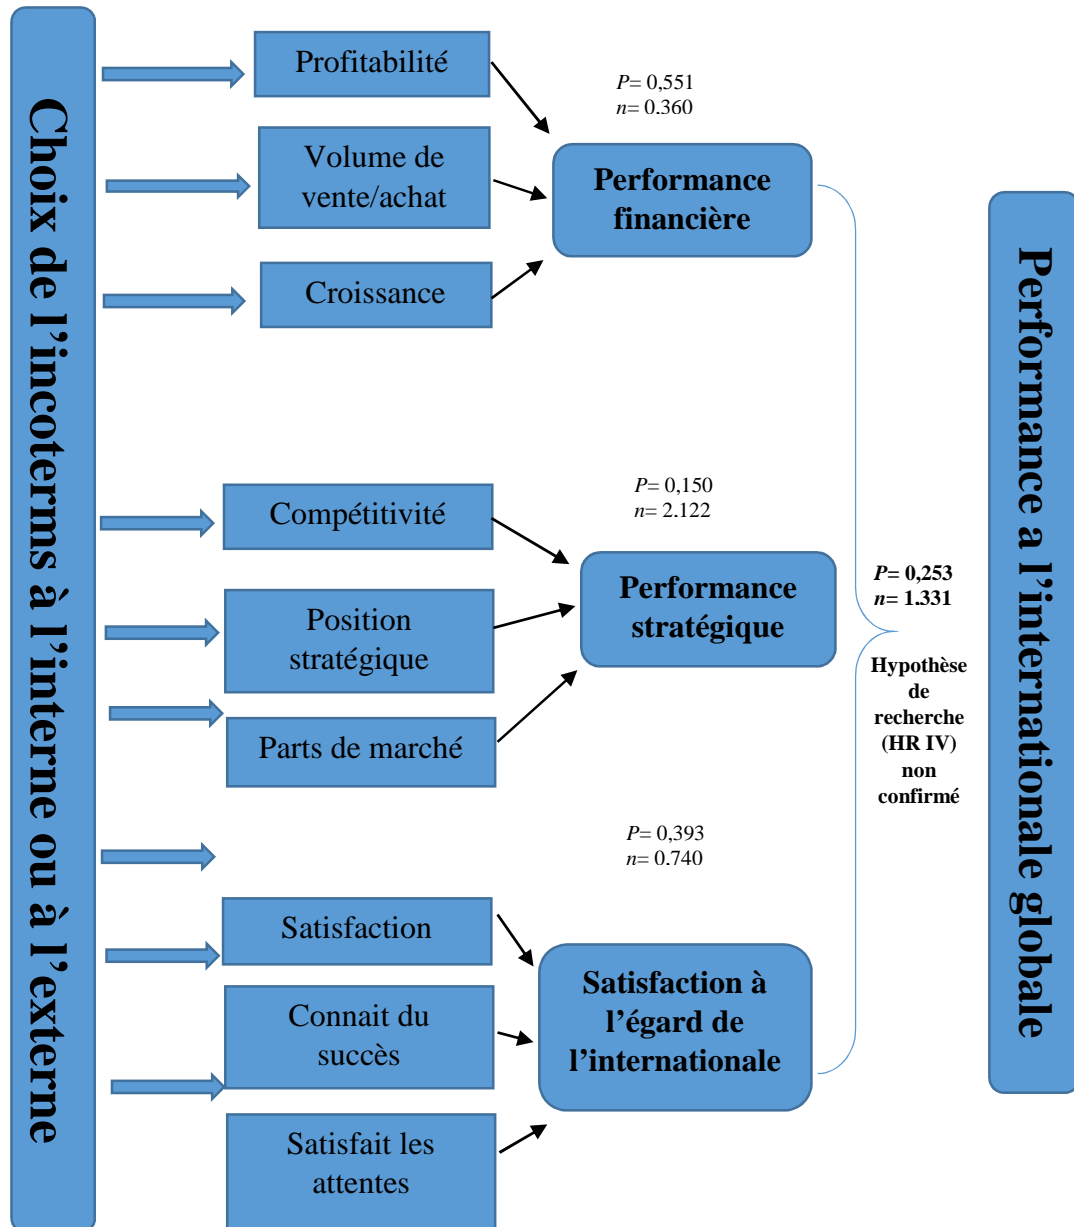 Choix de l’incoterms à l’interne ou à l’externe
Profitabilité
Volume de
vente/achat
Croissance
P= 0,551
n= 0.360
Performance
financière
Compétitivité
Position
stratégique
Parts de marché
P= 0,150
n= 2.122
Performance
stratégique
Satisfaction
Connait du
succès
Satisfait les
attentes
P= 0,393
n= 0.740
Satisfaction à
l’égard de
l’internationale
P= 0,253
n= 1.331
Hypothèse
de
recherche
(HR IV)
non
confirmé
Performance a l’internationale globale